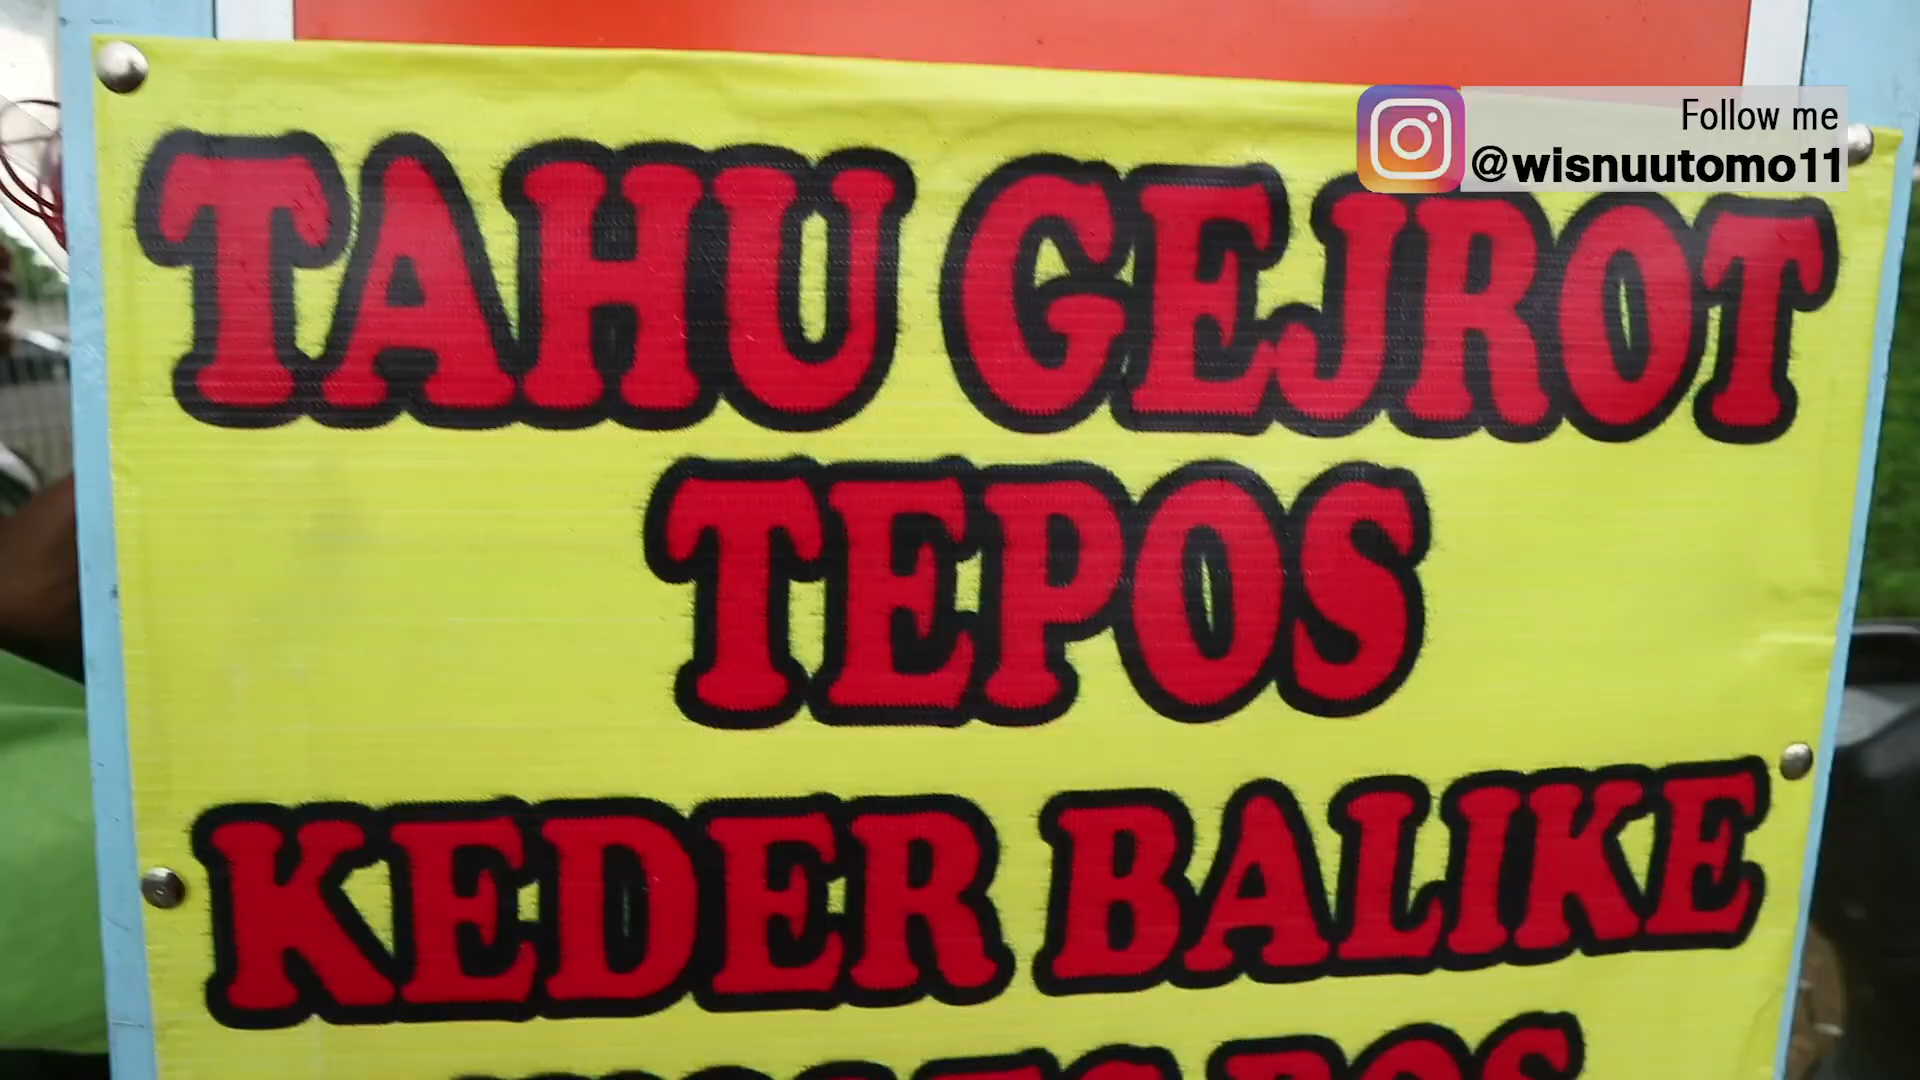 Follow me
@wisnuutomo11
TAHU GEJROT
TEPOS
KEDER BALIKE